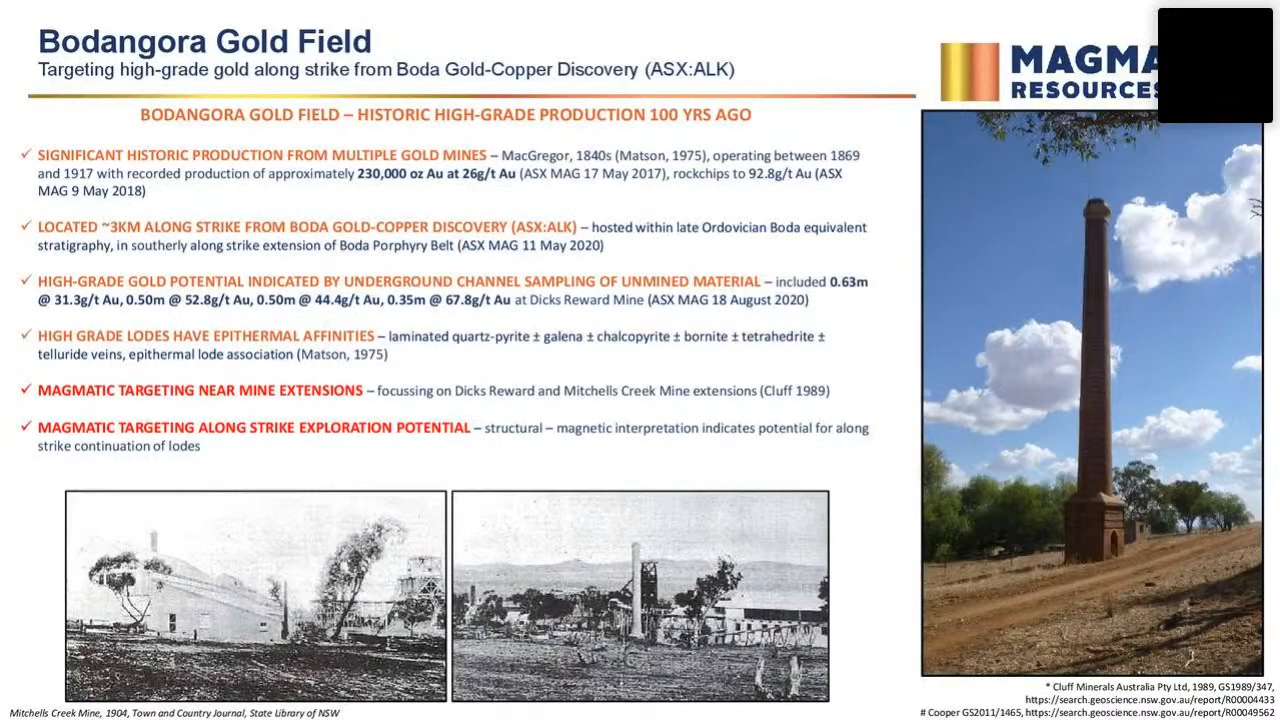 Bodangora Gold Field
Targeting high-grade gold along strike from Boda Gold-Copper Discovery (ASX:ALK)
MAGMA
RESOURCES
BODANGORA GOLD FIELD – HISTORIC HIGH-GRADE PRODUCTION 100 YRS AGO
✓ SIGNIFICANT HISTORIC PRODUCTION FROM MULTIPLE GOLD MINES – MacGregor, 1840s (Matson, 1975), operating between 1869
and 1917 with recorded production of approximately 230,000 oz Au at 26g/t Au (ASX MAG 17 May 2017), rockchips to 92.8g/t Au (ASX
MAG 9 May 2018)
✓ LOCATED ~3KM ALONG STRIKE FROM BODA GOLD-COPPER DISCOVERY (ASX:ALK) – hosted within late Ordovician Boda equivalent
stratigraphy, in southerly along strike extension of Boda Porphyry Belt (ASX MAG 11 May 2020)
✓ HIGH-GRADE GOLD POTENTIAL INDICATED BY UNDERGROUND CHANNEL SAMPLING OF UNMINED MATERIAL – included 0.63m
@ 31.3g/t Au, 0.50m @ 52.8g/t Au, 0.50m @ 44.4g/t Au, 0.35m @ 67.8g/t Au at Dicks Reward Mine (ASX MAG 18 August 2020)
✓ HIGH GRADE LODES HAVE EPITHERMAL AFFINITIES – laminated quartz-pyrite ± galena ± chalcopyrite ± bornite ± tetrahedrite ±
telluride veins, epithermal lode association (Matson, 1975)
✓ MAGMATIC TARGETING NEAR MINE EXTENSIONS – focussing on Dicks Reward and Mitchells Creek Mine extensions (Cluff 1989)
✓ MAGMATIC TARGETING ALONG STRIKE EXPLORATION POTENTIAL – structural – magnetic interpretation indicates potential for along
strike continuation of lodes
Mitchells Creek Mine, 1904, Town and Country Journal, State Library of NSW
* Cluff Minerals Australia Pty Ltd, 1989, GS1989/347,
https://search.geoscience.nsw.gov.au/report/R00004433
# Cooper GS2011/1465, https://search.geoscience.nsw.gov.au/report/R00049562